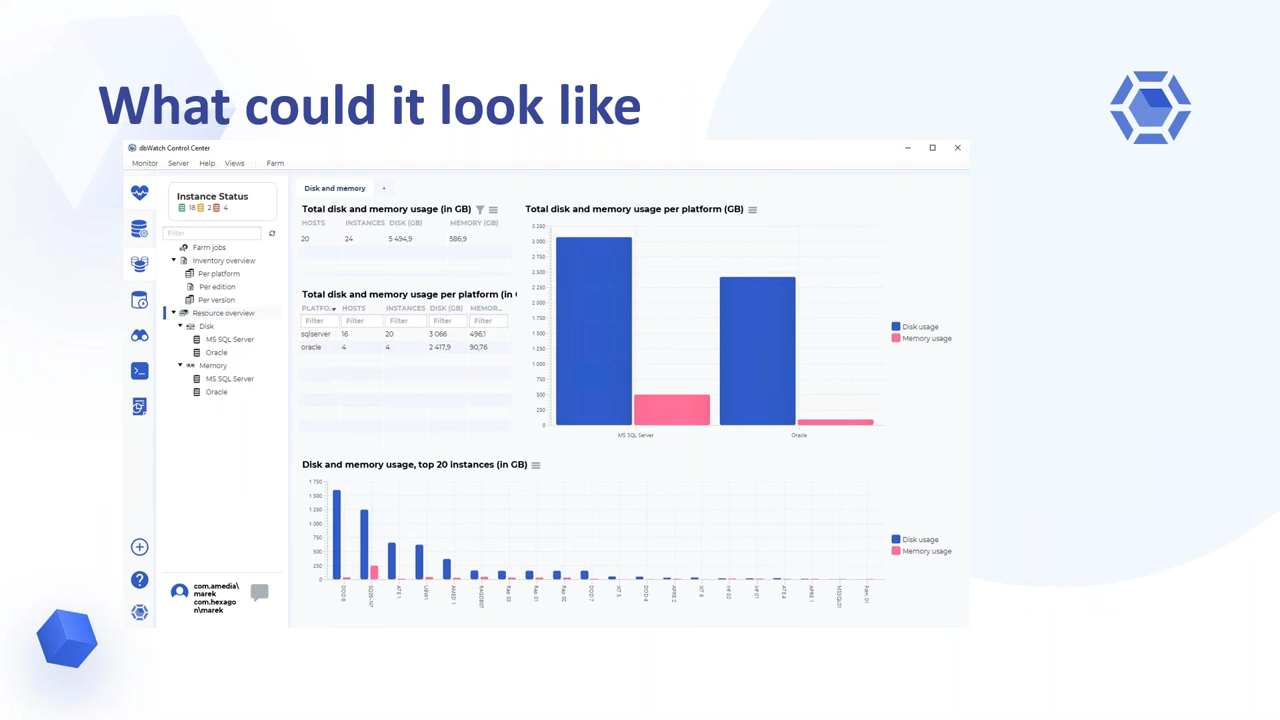 What could it look like
dbWatch Control Center
Monitor Server Help Views Farm
Instance Status
18 2 4
Filter
Farm jobs
Inventory overview
Per platform
Per edition
Per version
Resource overview
Disk
MS SQL Server
Oracle
Memory
MS SQL Server
Oracle
com.amedia\
marek
com.hexago
n\marek
Disk and memory +
Total disk and memory usage (in GB)
HOSTS INSTANCES DISK (GB) MEMORY (GB)
20 24 5 494,9 586,9
Total disk and memory usage per platform (in
PLATFO... HOSTS INSTANCES DISK (GB) MEMOR...
Filter Filter Filter Filter Filter
sqlserver 16 20 3 066 496,1
oracle 4 4 2 417,9 90,76
Total disk and memory usage per platform (GB)
3 250
3 000
2 750
2 500
2 250
2 000
1 750
1 500
1 250
1 000
750
500
250
0
MS SQL Server Oracle
Disk usage
Memory usage
Disk and memory usage, top 20 instances (in GB)
1 750
1 500
1 250
1 000
750
500
250
0
Disk usage
Memory usage